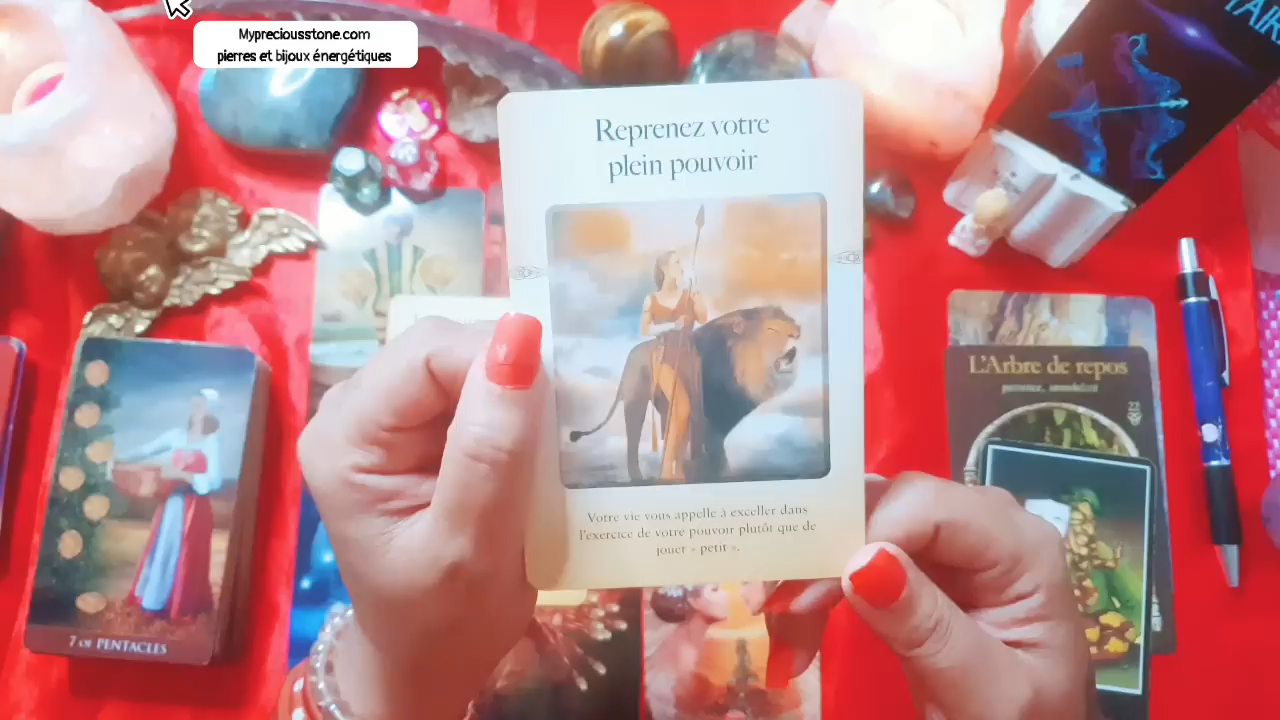 Mypreciousstone.com
pierres et bijoux énergétiques
Reprenez votre
plein pouvoir
Votre vie vous appelle à exceller dans
l'exercice de votre pouvoir plutôt que de
jouer « petit ».
L'Arbre de repos
7 OF PENTACLES